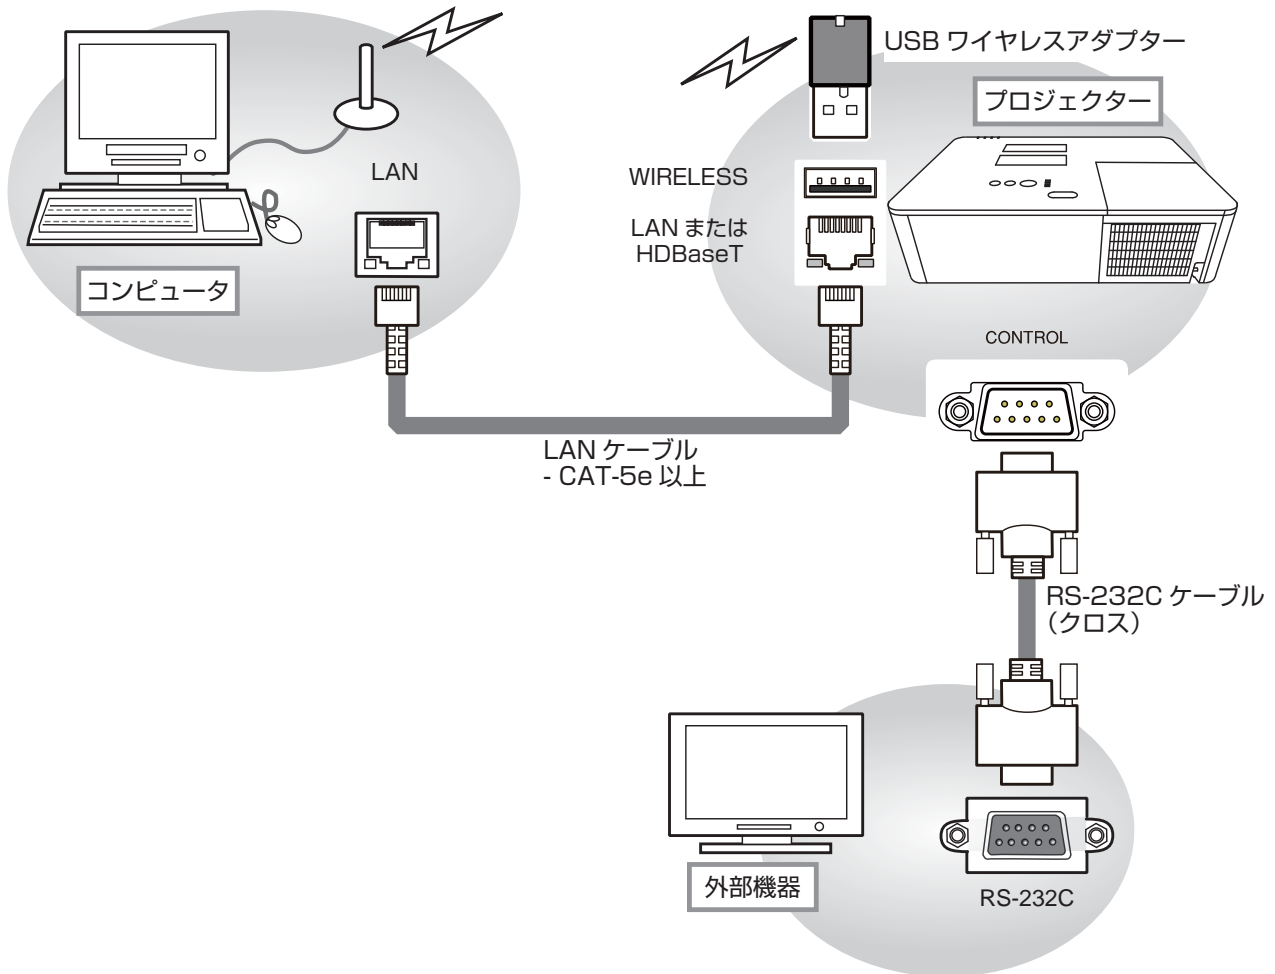 USB ワイヤレスアダプター
プロジェクター
LAN
WIRELESS
LAN または
HDBaseT
コンピュータ
CONTROL
LAN ケーブル
- CAT-5e 以上
RS-232C ケーブル
（クロス）
外部機器
RS-232C